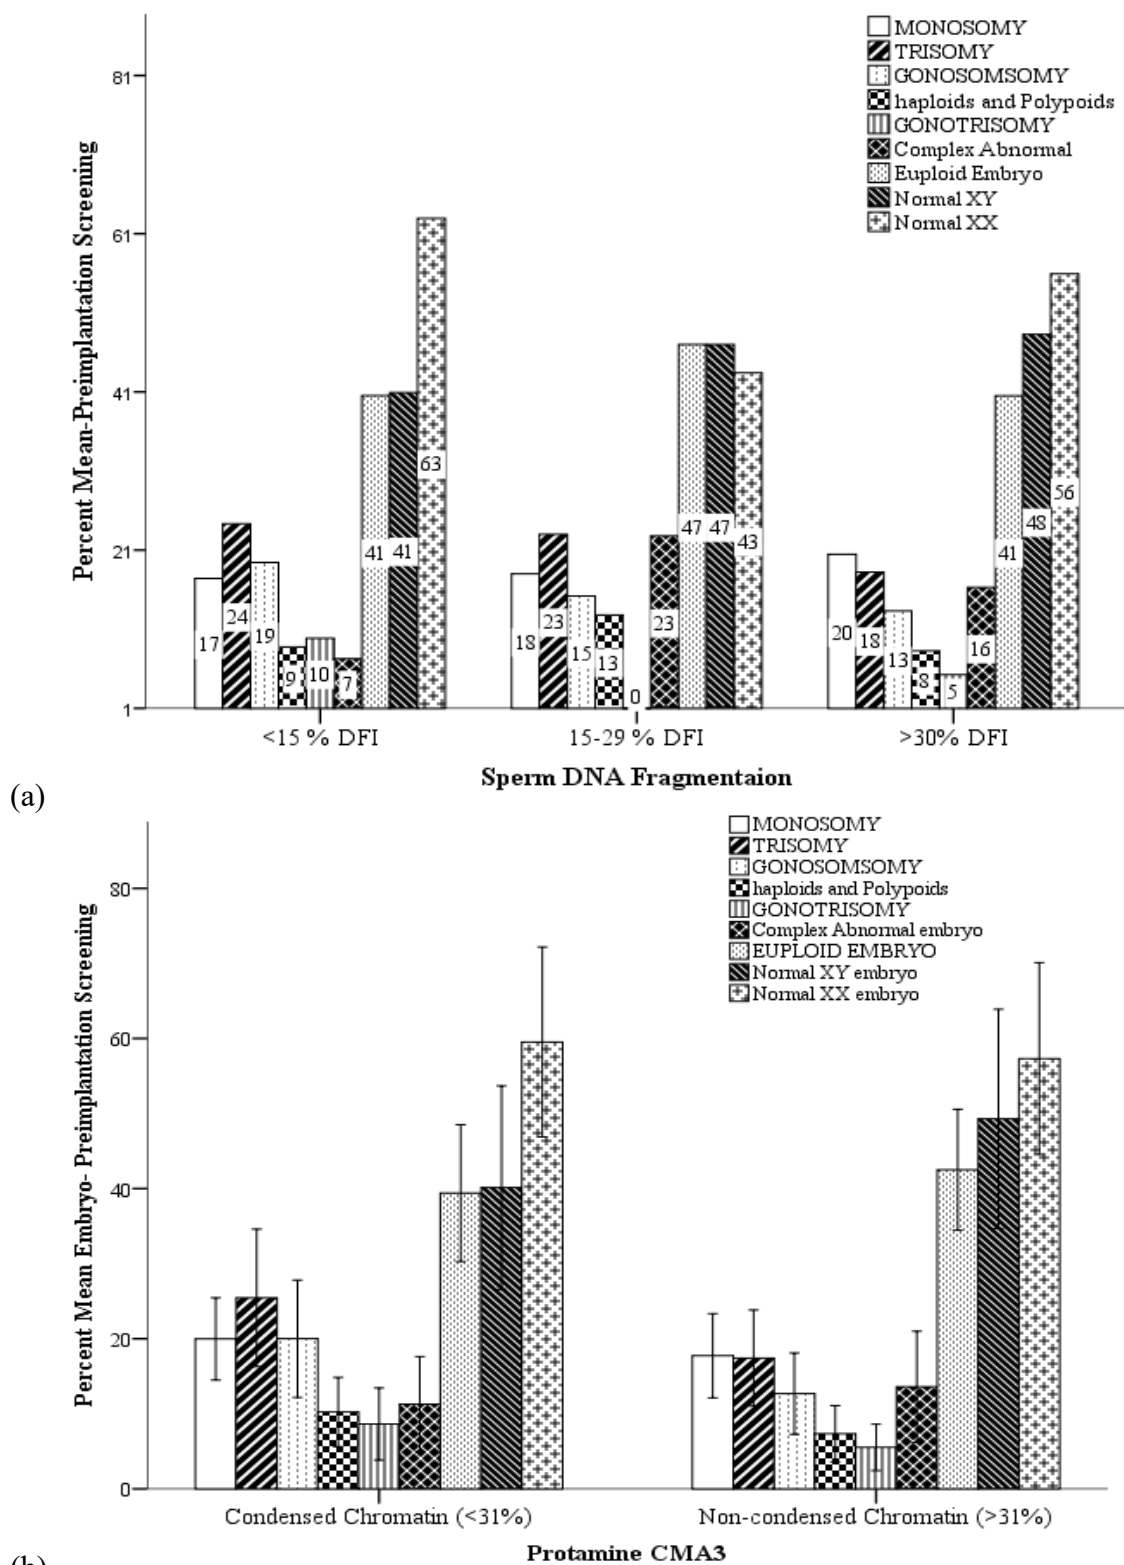 MONOSOMY
TRISOMY
GONOSOMSOMY
haploids and Polypoids
GONOTRISOMY
Complex Abnormal
Euploid Embryo
Normal XY
Normal XX
Percent Mean-Preimplantation Screening
81
61
41
21
1
17 24 19 9 10 7 41 41 63
18 23 15 13 0 23 47 47 43
20 18 13 8 5 16 41 48 56
<15 % DFI 15-29 % DFI >30% DFI
Sperm DNA Fragmentaion
(a)
MONOSOMY
TRISOMY
GONOSOMSOMY
haploids and Polypoids
GONOTRISOMY
Complex Abnormal embryo
EUPLOID EMBRYO
Normal XY embryo
Normal XX embryo
Percent Mean Embryo- Preimplantation Screening
80
60
40
20
0
Condensed Chromatin (<31%) Non-condensed Chromatin (>31%)
Protamine CMA3
(b)